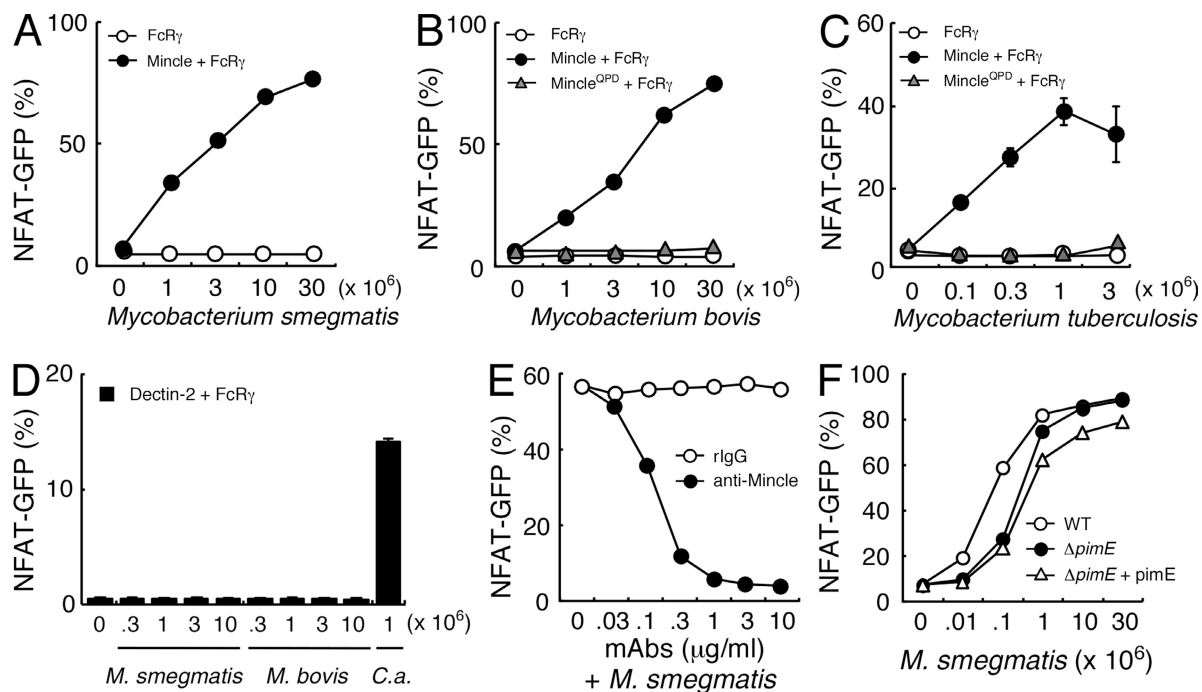 A
NFAT-GFP (%)
100
50
0
FcRγ
Mincle + FcRγ
0 1 3 10 30 (x 10⁶)
Mycobacterium smegmatis
B
NFAT-GFP (%)
100
50
0
FcRγ
Mincle + FcRγ
Mincle^QPD + FcRγ
0 1 3 10 30 (x 10⁶)
Mycobacterium bovis
C
NFAT-GFP (%)
60
40
20
0
FcRγ
Mincle + FcRγ
Mincle^QPD + FcRγ
0 0.1 0.3 1 3 (x 10⁶)
Mycobacterium tuberculosis
D
NFAT-GFP (%)
20
10
0
Dectin-2 + FcRγ
0 .3 1 3 10 .3 1 3 10 1 (x 10⁶)
M. smegmatis M. bovis C.a.
E
NFAT-GFP (%)
60
40
20
0
rIgG
anti-Mincle
0 .03 .1 .3 1 3 10
mAbs (μg/ml)
+ M. smegmatis
F
NFAT-GFP (%)
100
80
60
40
20
0
WT
ΔpimE
ΔpimE + pimE
0 .01 .1 1 10 30
M. smegmatis (x 10⁶)